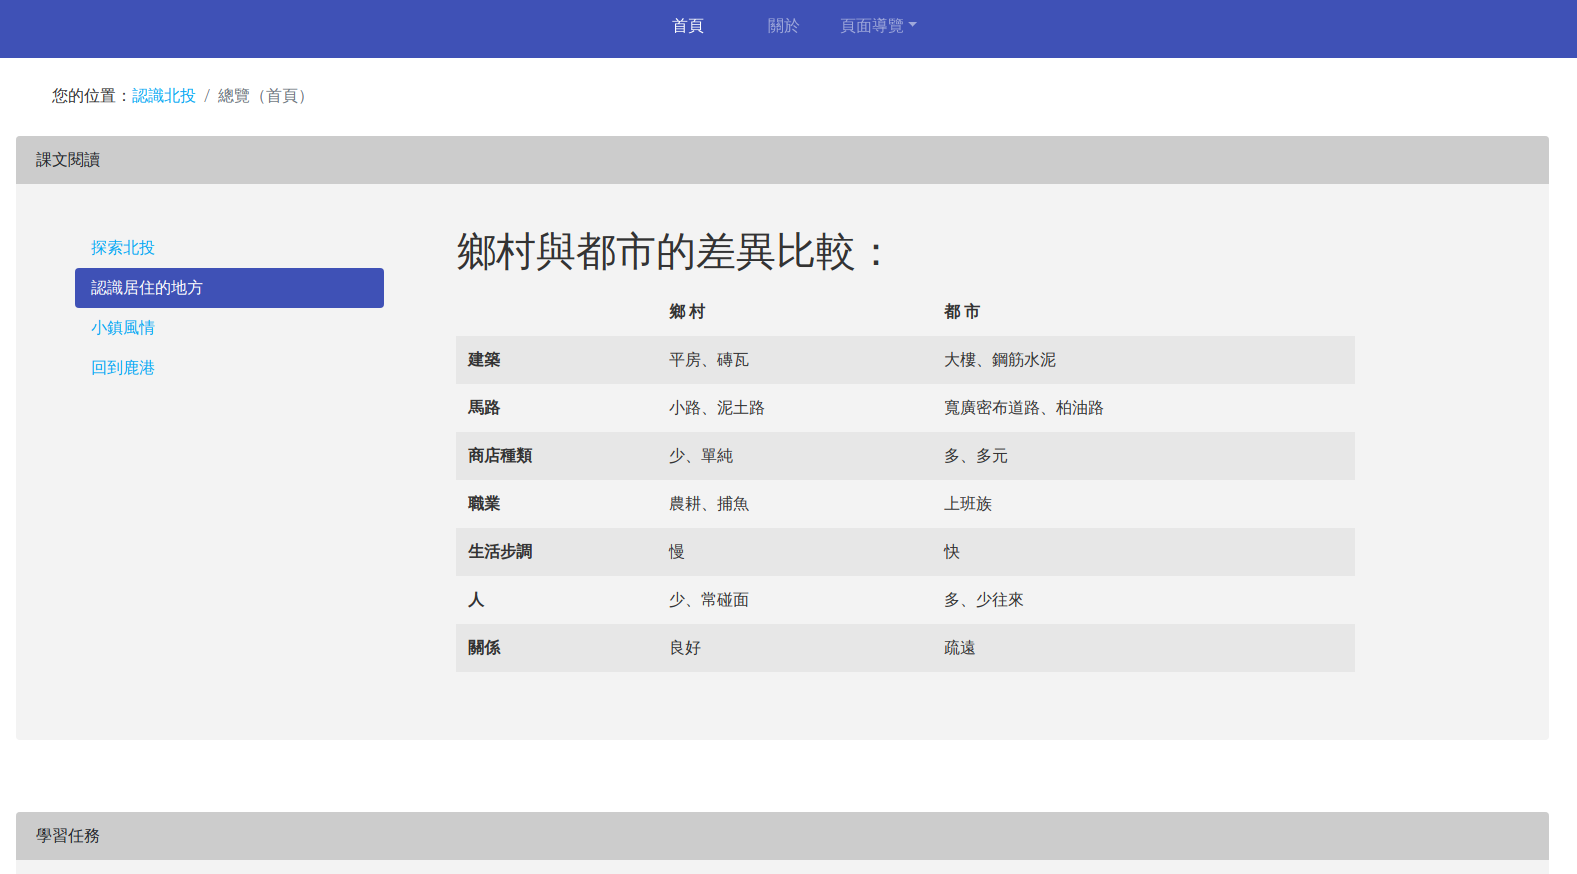 首頁 關於 頁面導覽
您的位置：認識北投 / 總覽（首頁）
課文閱讀
探索北投
認識居住的地方
小鎮風情
回到鹿港
鄉村與都市的差異比較：
鄉 村 都 市
建築 平房、磚瓦 大樓、鋼筋水泥
馬路 小路、泥土路 寬廣密布道路、柏油路
商店種類 少、單純 多、多元
職業 農耕、捕魚 上班族
生活步調 慢 快
人 少、常碰面 多、少往來
關係 良好 疏遠
學習任務